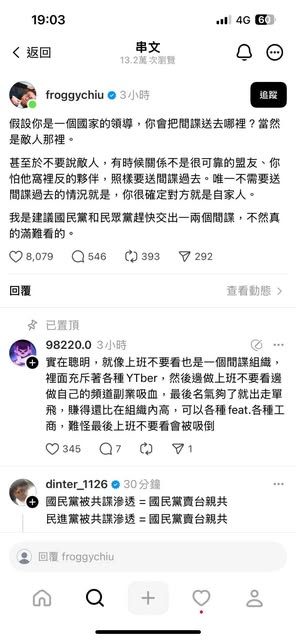 19:03
4G 60
返回
串文
13.2萬 次瀏覽
froggychiu 3小時
追蹤
假設你是一個國家的領導，你會把間諜送去哪裡？當然
是敵人那裡。
甚至於不要說敵人，有時候關係不是很可靠的盟友、你
怕他窩裡反的夥伴，照樣要送間諜過去。唯一不需要送
間諜過去的情況就是，你很確定對方就是自家人。
我是建議國民黨和民眾黨趕快交出一兩個間諜，不然真
的滿難看的。
8,079 546 393 292
回覆
查看動態
已置頂
98220.0 3小時
實在聰明，就像上班不要看也是一個間諜組織，
裡面充斥著各種 YTber，然後邊做上班不要看邊
做自己的頻道副業吸血，最後名氣夠了就出走單
飛，賺得還比在組織內高，可以各種 feat.各種工
商，難怪最後上班不要看會被吸倒
345 7 1
dinter_1126 30分鐘
國民黨被共諜滲透 = 國民黨賣台親共
民進黨被共諜滲透 = 國民黨賣台親共
回覆 froggychiu